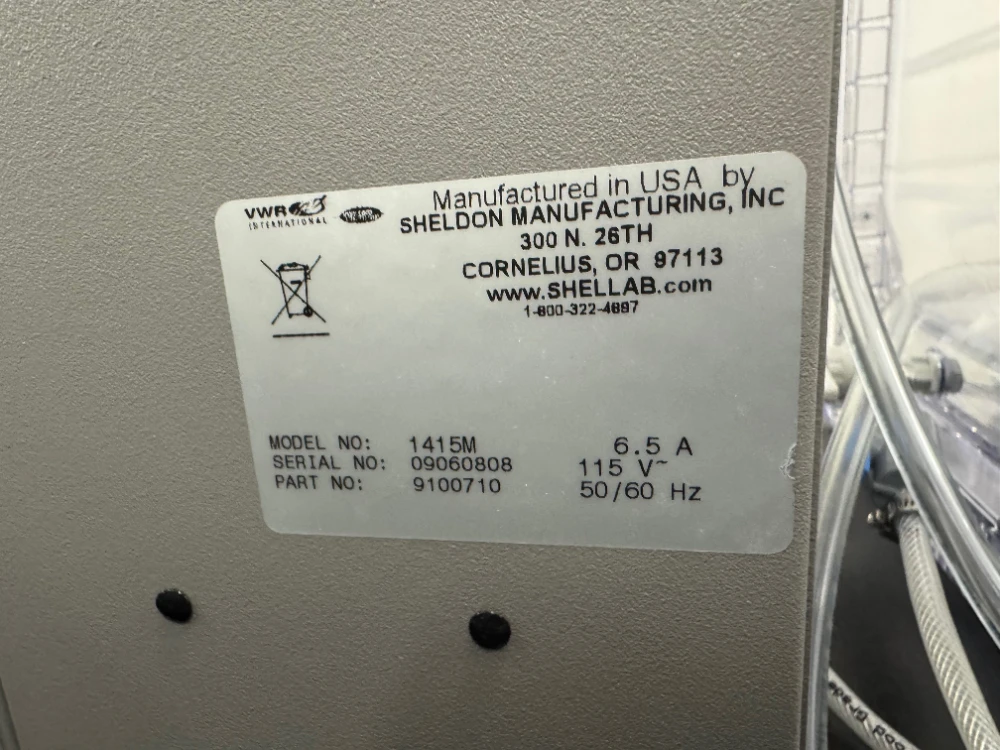 VWR
INTERNATIONAL
Manufactured in USA by
SHELDON MANUFACTURING, INC
300 N. 26TH
CORNELIUS, OR 97113
www.SHELLAB.com
1-800-322-4897
MODEL NO: 1415M 6.5 A
SERIAL NO: 09060808 115 V~
PART NO: 9100710 50/60 Hz
Grade